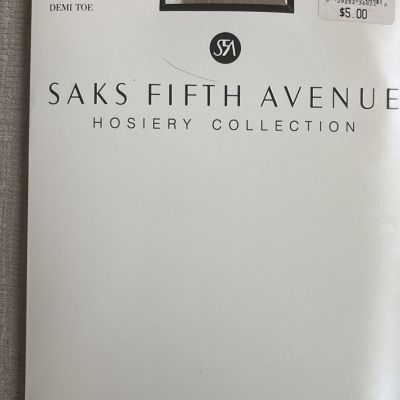 DEMI TOE
$5.00
SFA
SAKS FIFTH AVENUE
HOSIERY COLLECTION